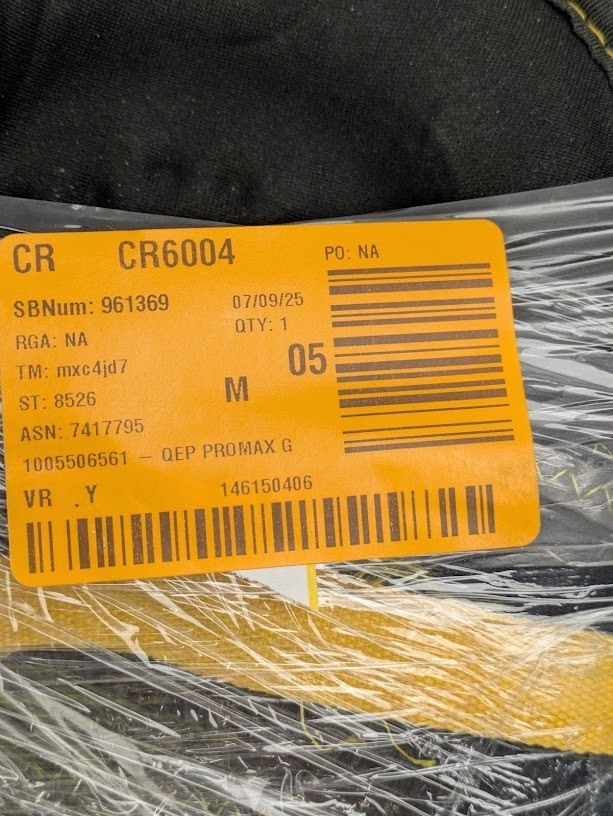 CR CR6004 PO: NA
SBNum: 961369 07/09/25
RGA: NA QTY: 1
TM: mxc4jd7 05
ST: 8526 M
ASN: 7417795
1005506561 – QEP PROMAX G
VR .Y 146150406